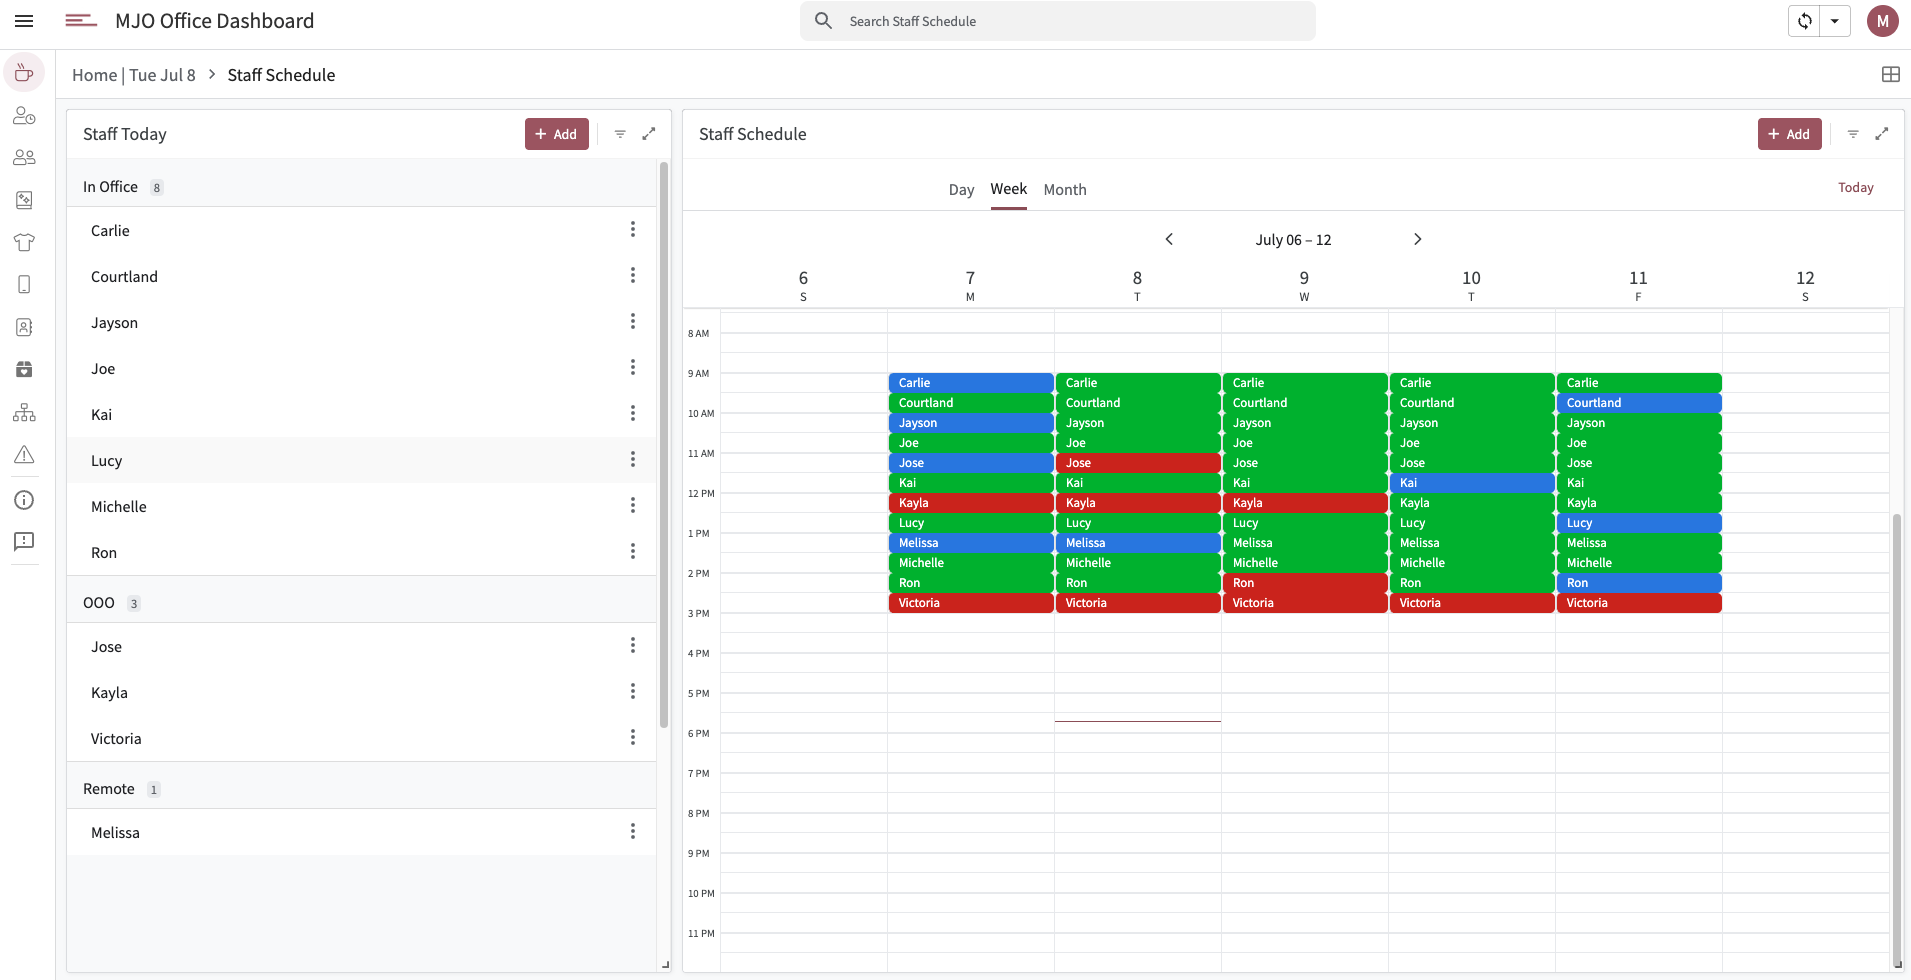 MJO Office Dashboard
Search Staff Schedule
M
Home | Tue Jul 8 > Staff Schedule
Staff Today
+ Add
In Office 8
Carlie
Courtland
Jayson
Joe
Kai
Lucy
Michelle
Ron
OOO 3
Jose
Kayla
Victoria
Remote 1
Melissa
Staff Schedule
+ Add
Day Week Month
Today
July 06 – 12
6 7 8 9 10 11 12
S M T W T F S
8 AM
9 AM
10 AM
11 AM
12 PM
1 PM
2 PM
3 PM
4 PM
5 PM
6 PM
7 PM
8 PM
9 PM
10 PM
11 PM
Carlie Carlie Carlie Carlie Carlie
Courtland Courtland Courtland Courtland Courtland
Jayson Jayson Jayson Jayson Jayson
Joe Joe Joe Joe Joe
Jose Jose Jose Jose Jose
Kai Kai Kai Kai Kai
Kayla Kayla Kayla Kayla Kayla
Lucy Lucy Lucy Lucy Lucy
Melissa Melissa Melissa Melissa Melissa
Michelle Michelle Michelle Michelle Michelle
Ron Ron Ron Ron Ron
Victoria Victoria Victoria Victoria Victoria